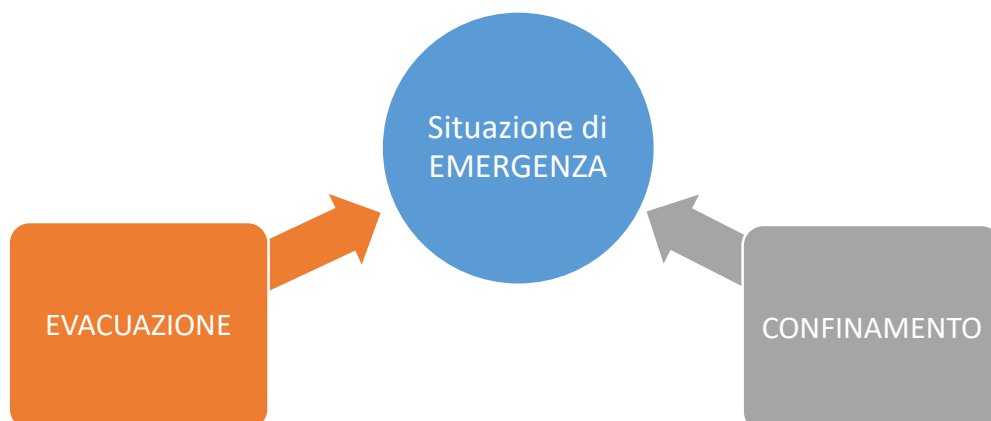 Situazione di
EMERGENZA
EVACUAZIONE
CONFINAMENTO